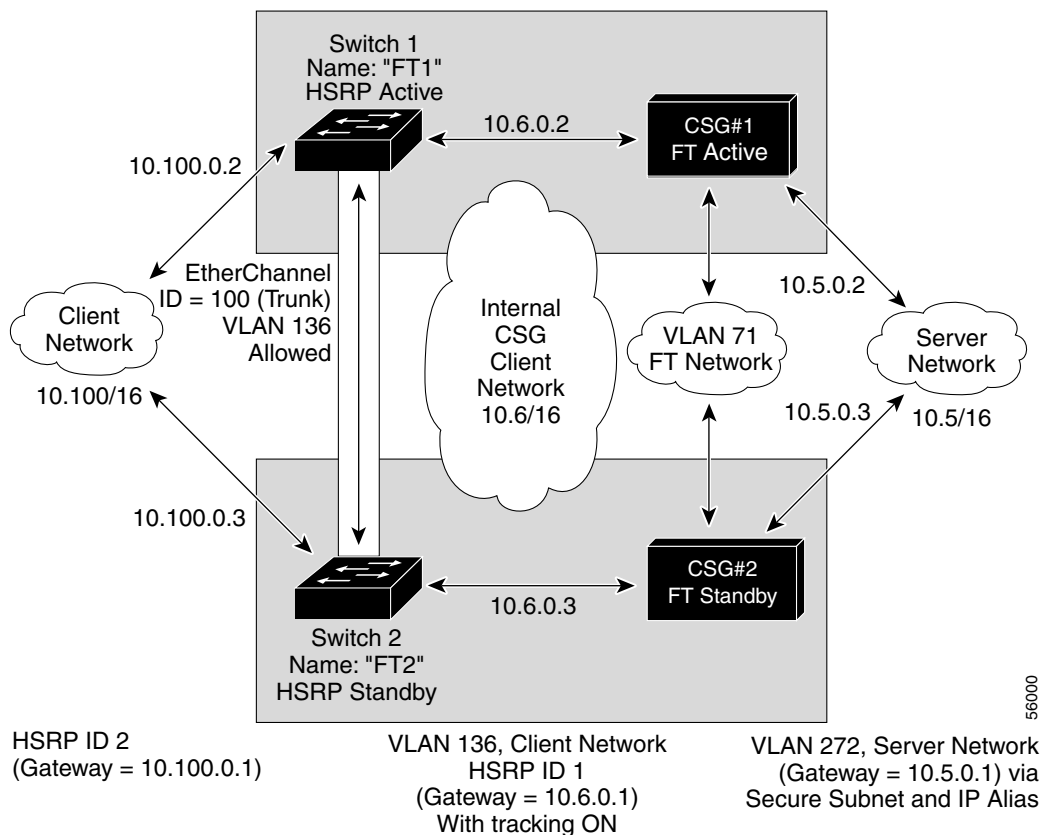 Switch 1
Name: "FT1"
HSRP Active
10.6.0.2
CSG#1
FT Active
10.100.0.2
EtherChannel
ID = 100 (Trunk)
VLAN 136
Allowed
10.5.0.2
Client
Network
Internal
CSG
Client
Network
10.6/16
VLAN 71
FT Network
Server
Network
10.100/16
10.5.0.3
10.5/16
10.100.0.3
CSG#2
FT Standby
10.6.0.3
Switch 2
Name: "FT2"
HSRP Standby
56000
HSRP ID 2
(Gateway = 10.100.0.1)
VLAN 136, Client Network
HSRP ID 1
(Gateway = 10.6.0.1)
With tracking ON
VLAN 272, Server Network
(Gateway = 10.5.0.1) via
Secure Subnet and IP Alias